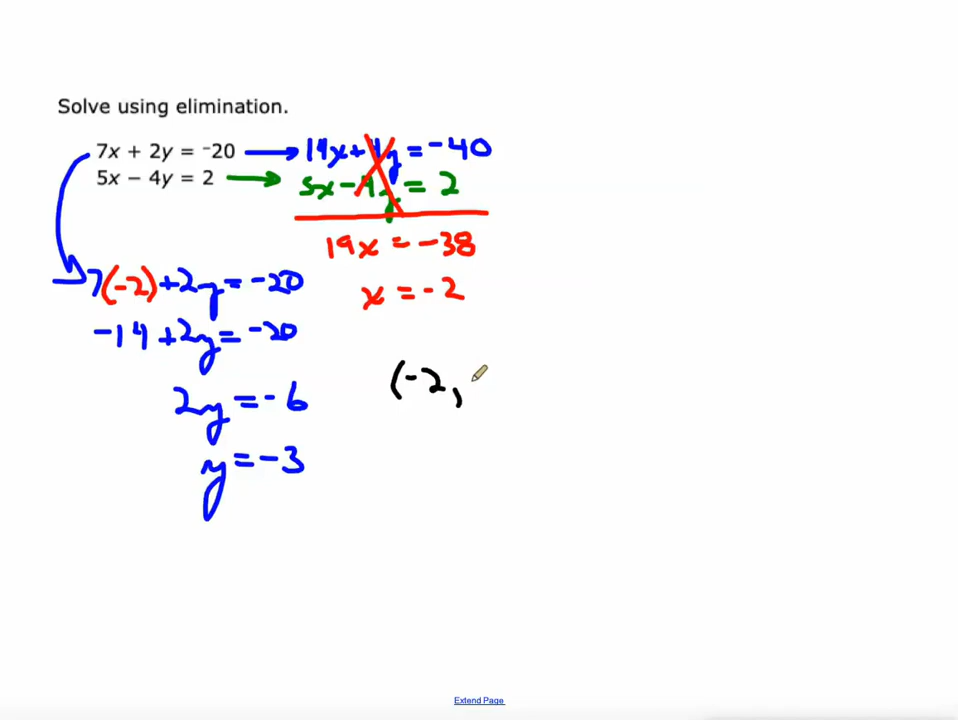 Solve using elimination.
7x + 2y = ⁻20 → 14x + 4y = -40
5x − 4y = 2 → 5x - 4y = 2
19x = -38
7(-2) + 2y = -20
x = -2
-14 + 2y = -20
(-2,
2y = -6
y = -3
Extend Page